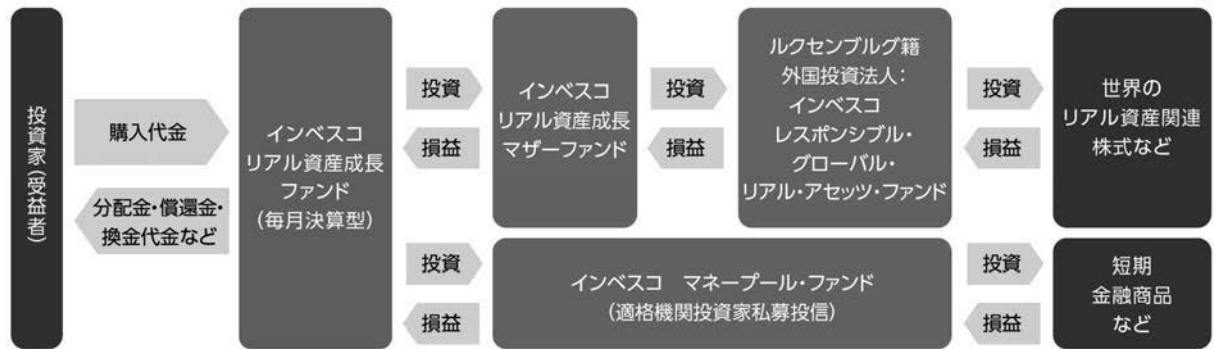 投資家(受益者)
購入代金
分配金・償還金・
換金代金など
インベスコ
リアル資産成長
ファンド
(毎月決算型)
投資
損益
インベスコ
リアル資産成長
マザーファンド
投資
損益
ルクセンブルグ籍
外国投資法人:
インベスコ
レスポンシブル・
グローバル・
リアル・アセッツ・ファンド
投資
損益
世界の
リアル資産関連
株式など
投資
損益
インベスコ　マネープール・ファンド
(適格機関投資家私募投信)
投資
損益
短期
金融商品
など